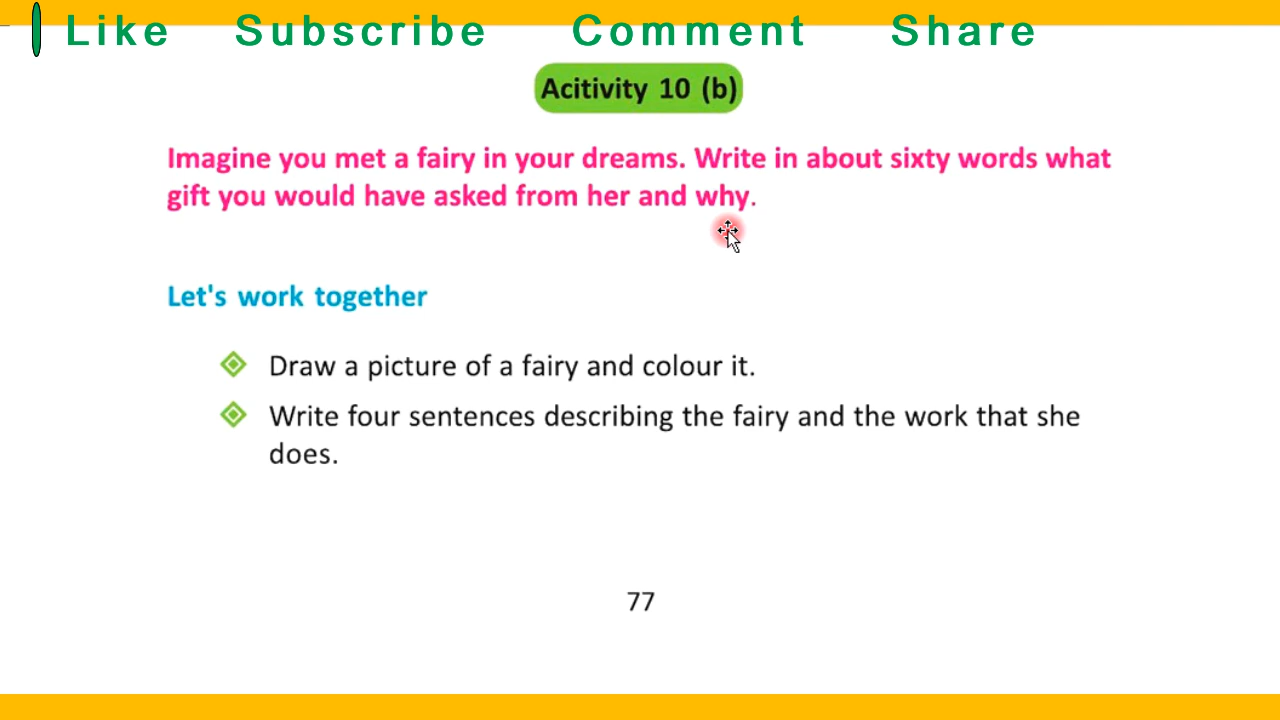 Like Subscribe Comment Share
Acitivity 10 (b)
Imagine you met a fairy in your dreams. Write in about sixty words what
gift you would have asked from her and why.
Let's work together
Draw a picture of a fairy and colour it.
Write four sentences describing the fairy and the work that she
does.
77